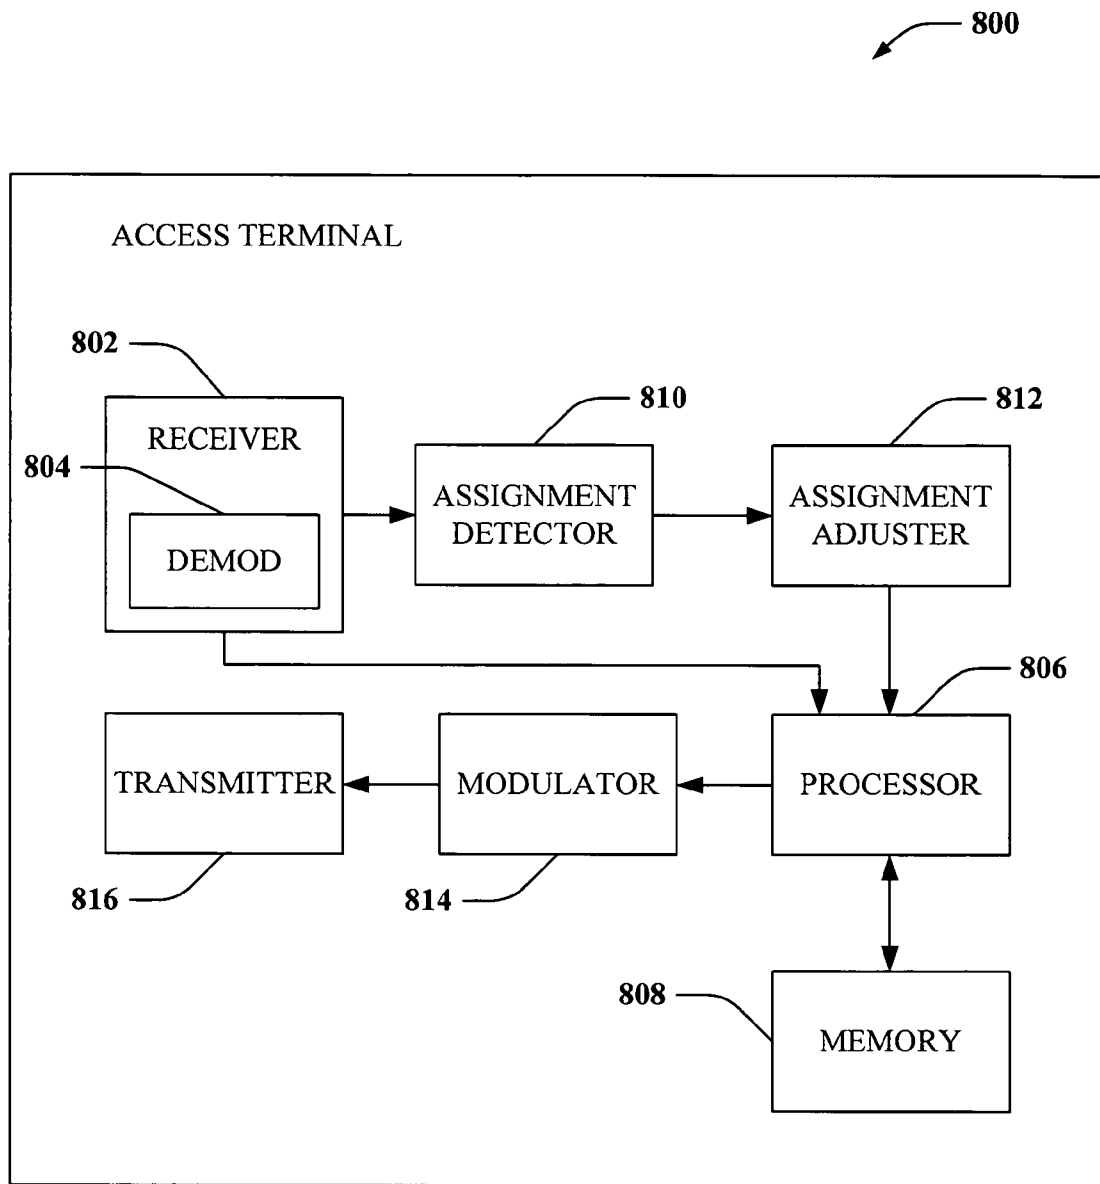 800
ACCESS TERMINAL
802
RECEIVER
804
DEMOD
810
ASSIGNMENT
DETECTOR
812
ASSIGNMENT
ADJUSTER
806
TRANSMITTER
MODULATOR
PROCESSOR
816
814
808
MEMORY